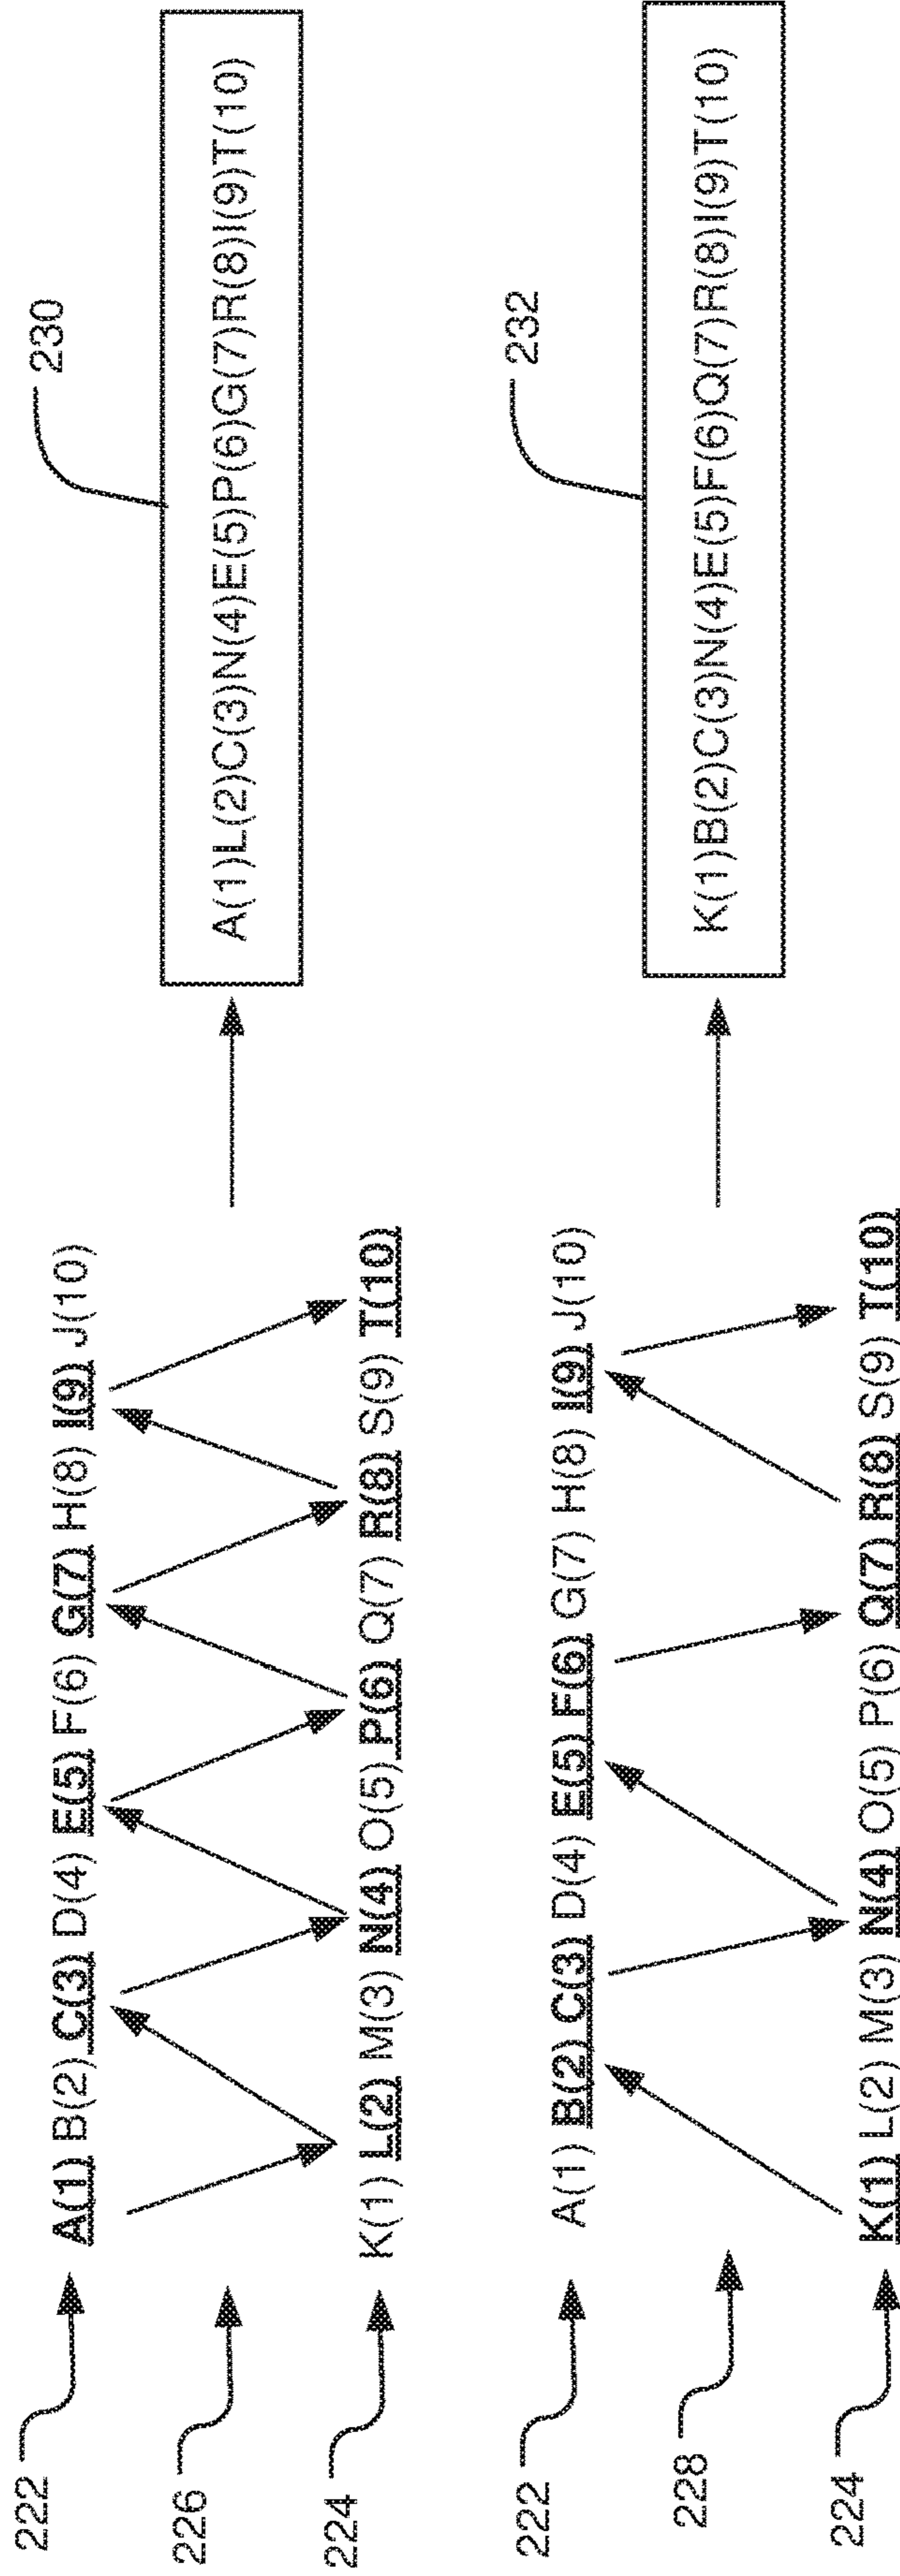 222
A(1) B(2) C(3) D(4) E(5) F(6) G(7) H(8) I(9) J(10)
230
226
A(1)L(2)C(3)N(4)E(5)P(6)G(7)R(8)I(9)T(10)
224
K(1) L(2) M(3) N(4) O(5) P(6) Q(7) R(8) S(9) T(10)
222
A(1) B(2) C(3) D(4) E(5) F(6) G(7) H(8) I(9) J(10)
232
228
K(1)B(2)C(3)N(4)E(5)F(6)Q(7)R(8)I(9)T(10)
224
K(1) L(2) M(3) N(4) O(5) P(6) Q(7) R(8) S(9) T(10)